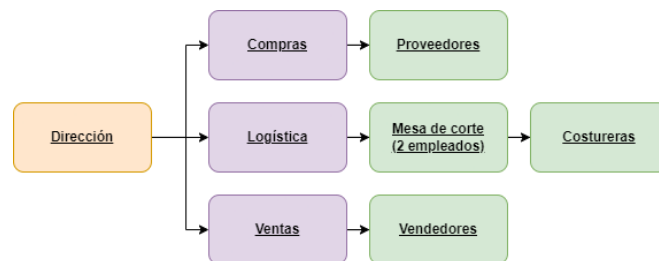 Compras
Proveedores
Dirección
Logística
Mesa de corte
(2 empleados)
Costureras
Ventas
Vendedores